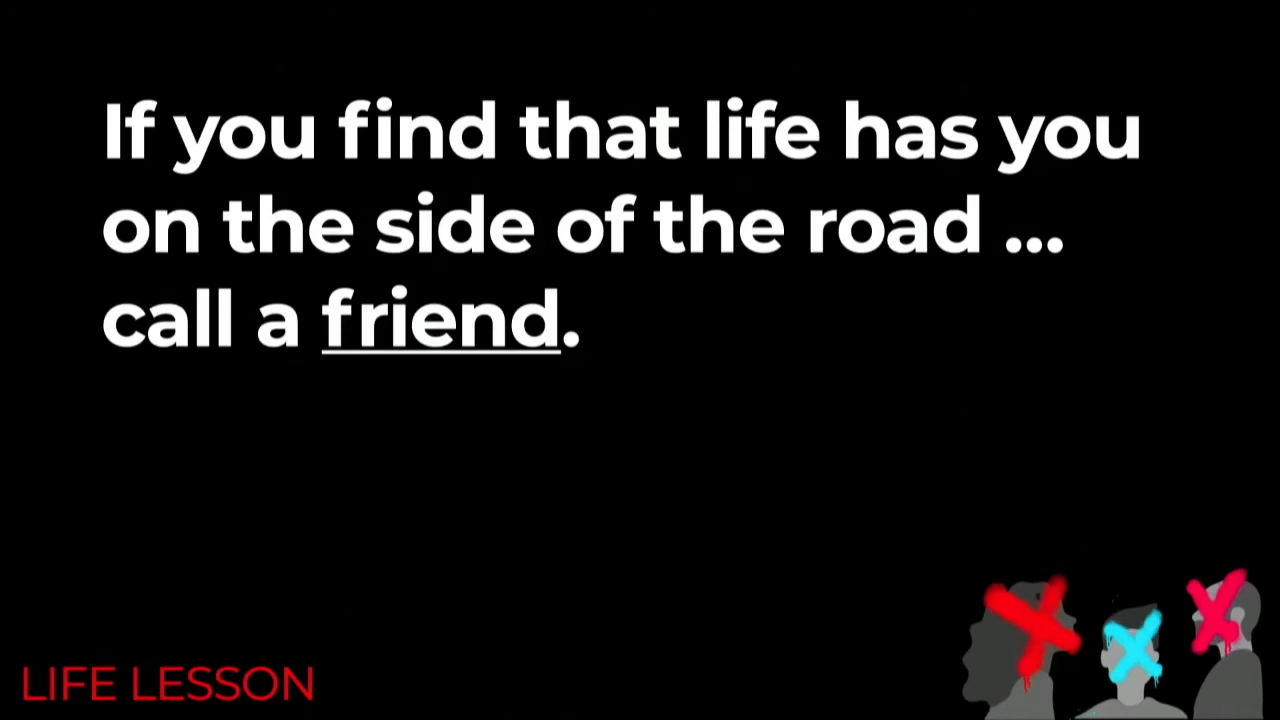 If you find that life has you
on the side of the road ...
call a friend.
LIFE LESSON